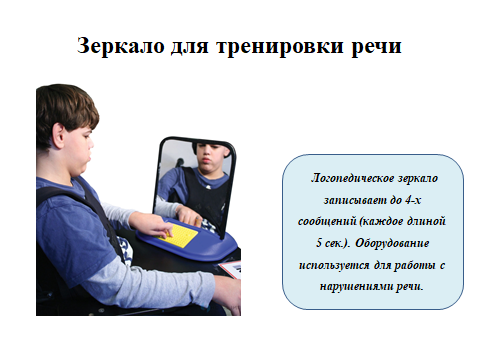 Зеркало для тренировки речи
Логопедическое зеркало
записывает до 4-х
сообщений (каждое длиной
5 сек.). Оборудование
используется для работы с
нарушениями речи.